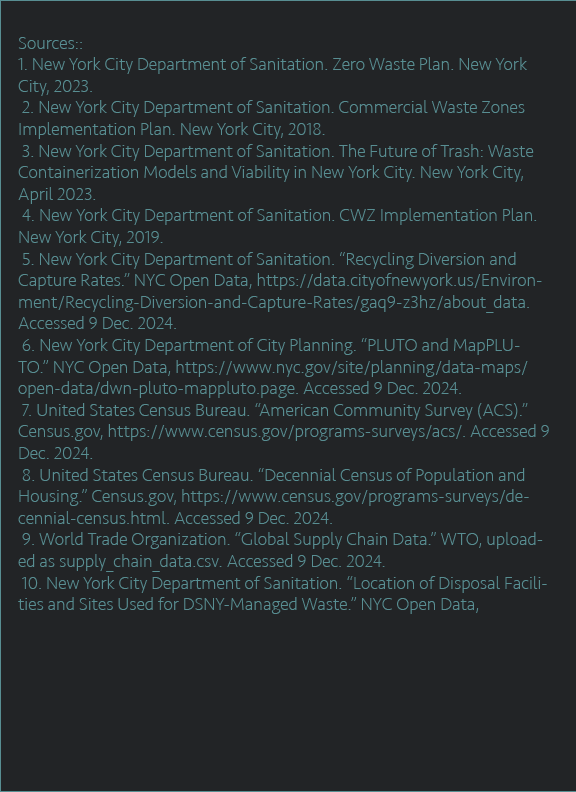 Sources::
1. New York City Department of Sanitation. Zero Waste Plan. New York
City, 2023.
2. New York City Department of Sanitation. Commercial Waste Zones
Implementation Plan. New York City, 2018.
3. New York City Department of Sanitation. The Future of Trash: Waste
Containerization Models and Viability in New York City. New York City,
April 2023.
4. New York City Department of Sanitation. CWZ Implementation Plan.
New York City, 2019.
5. New York City Department of Sanitation. “Recycling Diversion and
Capture Rates.” NYC Open Data, https://data.cityofnewyork.us/Environ-
ment/Recycling-Diversion-and-Capture-Rates/gaq9-z3hz/about_data.
Accessed 9 Dec. 2024.
6. New York City Department of City Planning. “PLUTO and MapPLU-
TO.” NYC Open Data, https://www.nyc.gov/site/planning/data-maps/
open-data/dwn-pluto-mappluto.page. Accessed 9 Dec. 2024.
7. United States Census Bureau. “American Community Survey (ACS).”
Census.gov, https://www.census.gov/programs-surveys/acs/. Accessed 9
Dec. 2024.
8. United States Census Bureau. “Decennial Census of Population and
Housing.” Census.gov, https://www.census.gov/programs-surveys/de-
cennial-census.html. Accessed 9 Dec. 2024.
9. World Trade Organization. “Global Supply Chain Data.” WTO, upload-
ed as supply_chain_data.csv. Accessed 9 Dec. 2024.
10. New York City Department of Sanitation. “Location of Disposal Facili-
ties and Sites Used for DSNY-Managed Waste.” NYC Open Data,